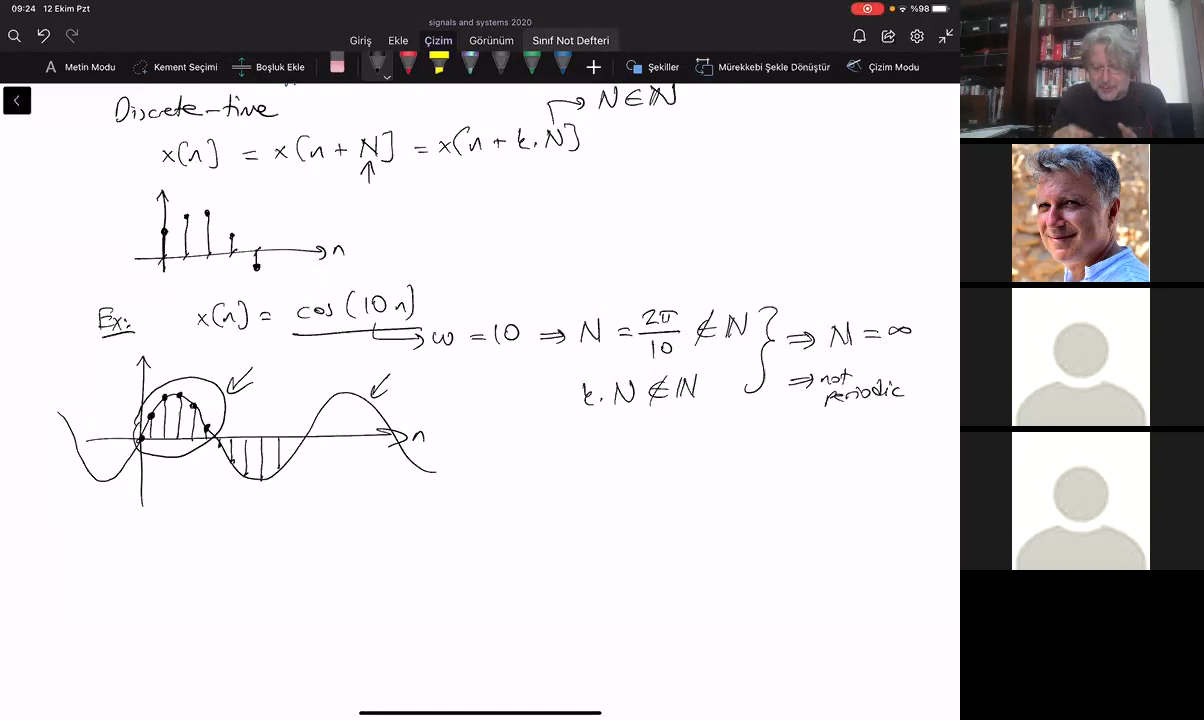 09:24 12 Ekim Pzt
%98
signals and systems 2020
Giriş Ekle Çizim Görünüm Sınıf Not Defteri
Metin Modu Kement Seçimi Boşluk Ekle Şekiller Mürekkebi Şekle Dönüştür Çizim Modu
Discrete-time
→ N ∈ ℕ
x[n] = x[n + N] = x[n + k.N]
n
Ex: x[n] = cos(10n)
→ ω = 10 ⇒ N = 2π/10 ∉ ℕ } ⇒ N = ∞
k.N ∉ ℕ ⇒ not periodic
n